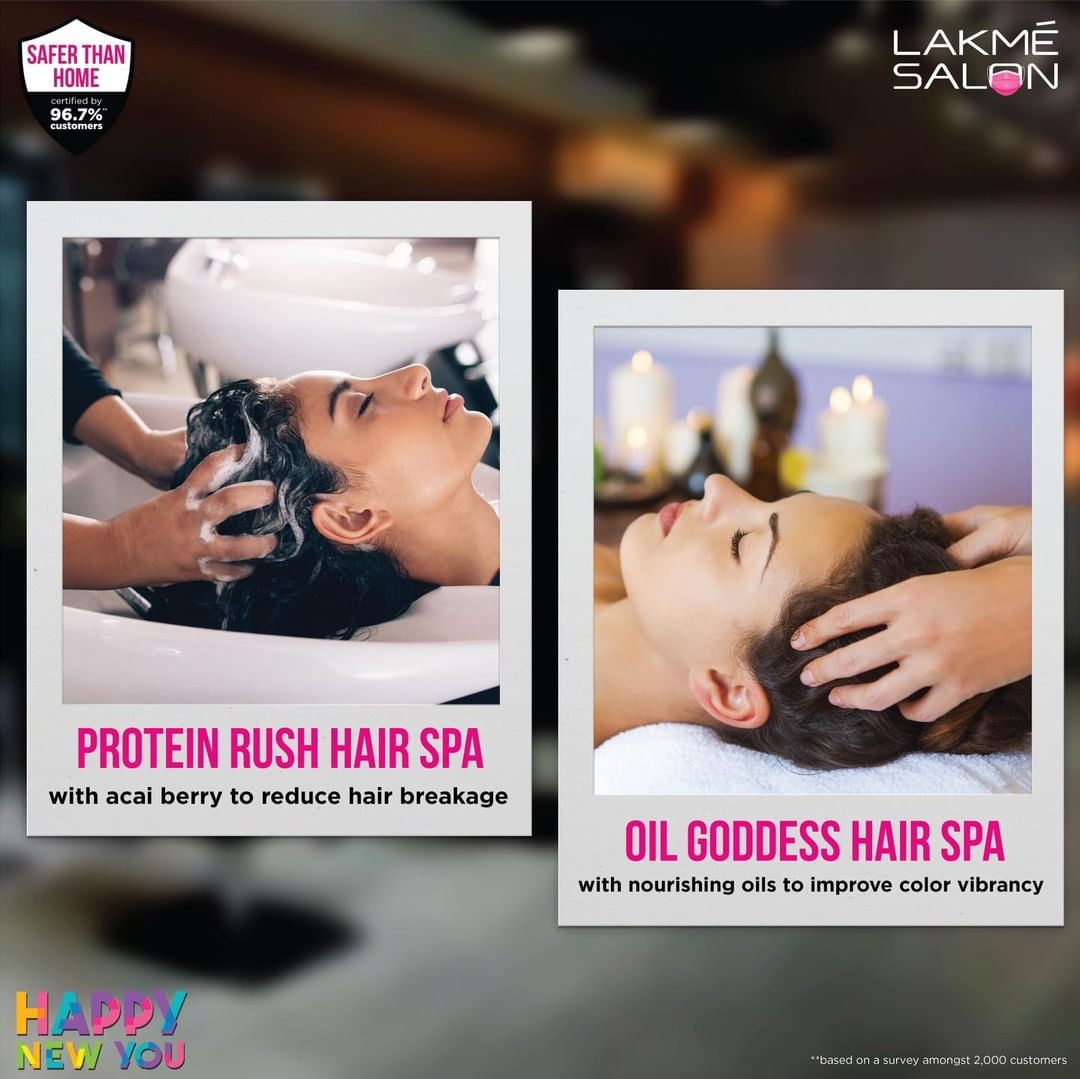 SAFER THAN
HOME
certified by
96.7%**
customers
LAKMÉ
SALON
PROTEIN RUSH HAIR SPA
with acai berry to reduce hair breakage
OIL GODDESS HAIR SPA
with nourishing oils to improve color vibrancy
HAPPY
NEW YOU
**based on a survey amongst 2,000 customers